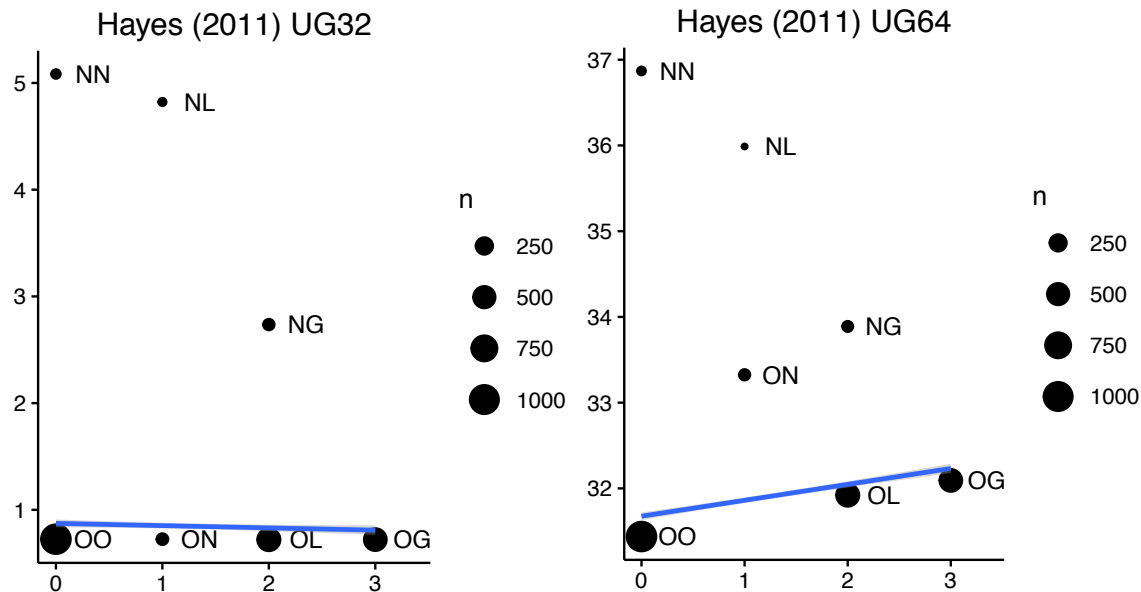 Hayes (2011) UG32
5
4
3
2
1
0 1 2 3
NN
NL
NG
OO ON OL OG
n
250
500
750
1000
Hayes (2011) UG64
37
36
35
34
33
32
0 1 2 3
NN
NL
NG
ON
OL
OG
OO
n
250
500
750
1000